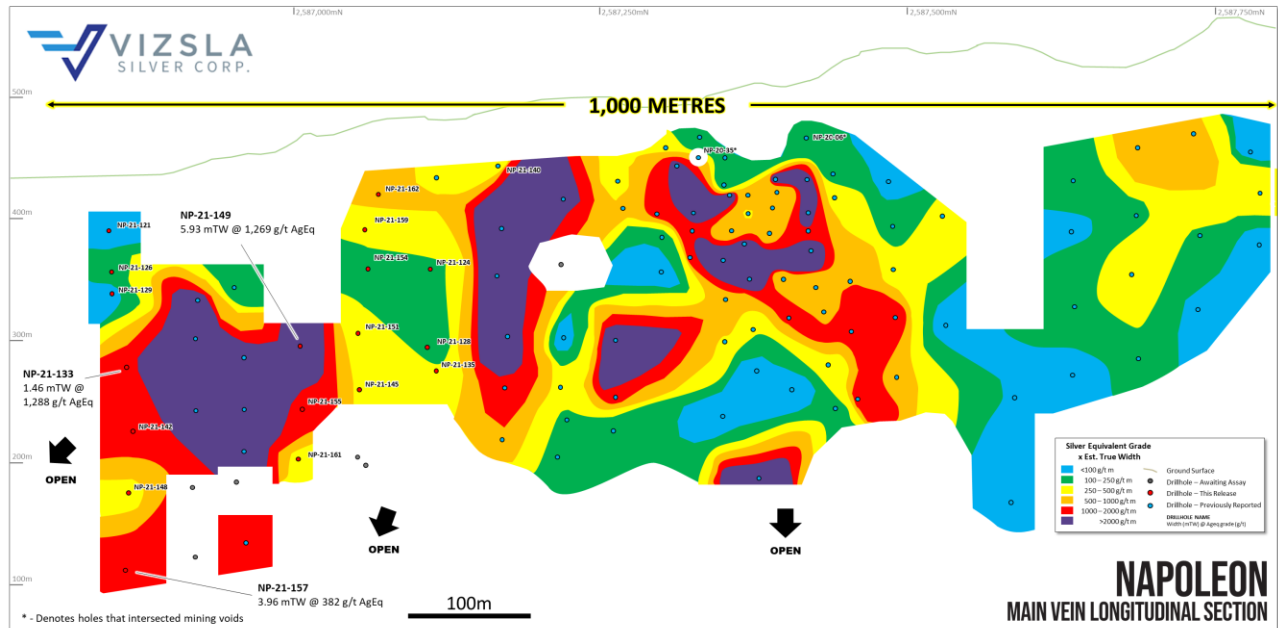 2,587,000mN
2,587,250mN
2,587,500mN
2,587,750mN
VIZSLA
SILVER CORP.
500m
1,000 METRES
NP-20-35*
NP-20-06*
NP-21-140
NP-21-162
400m
NP-21-149
5.93 mTW @ 1,269 g/t AgEq
NP-21-121
NP-21-159
NP-21-154
NP-21-124
NP-21-126
NP-21-129
NP-21-151
300m
NP-21-128
NP-21-133
1.46 mTW @
1,288 g/t AgEq
NP-21-135
NP-21-145
NP-21-155
NP-21-142
200m
NP-21-161
OPEN
NP-21-148
OPEN
OPEN
Silver Equivalent Grade
x Est. True Width
<100 g/t m
100 – 250 g/t m
250 – 500 g/t m
500 – 1000 g/t m
1000 – 2000 g/t m
>2000 g/t m
Ground Surface
Drillhole – Awaiting Assay
Drillhole – This Release
Drillhole – Previously Reported
DRILLHOLE NAME
Width (mTW) @ Ageq grade (g/t)
100m
NP-21-157
3.96 mTW @ 382 g/t AgEq
100m
* - Denotes holes that intersected mining voids
NAPOLEON
MAIN VEIN LONGITUDINAL SECTION